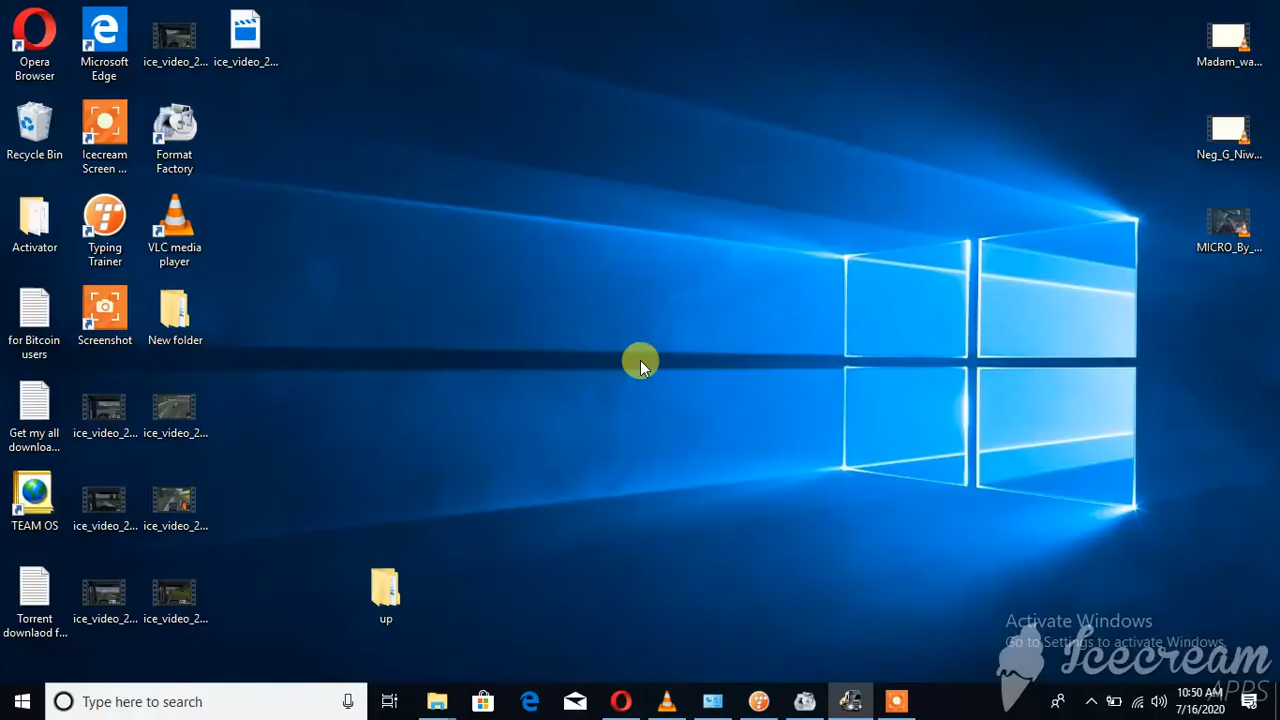 Opera
Browser
Microsoft
Edge
ice_video_2...
ice_video_2...
Madam_wa...
Recycle Bin
Icecream
Screen ...
Format
Factory
Neg_G_Niw...
Activator
Typing
Trainer
VLC media
player
MICRO_By_...
for Bitcoin
users
Screenshot
New folder
Get my all
downloa...
ice_video_2...
ice_video_2...
TEAM OS
ice_video_2...
ice_video_2...
Torrent
downlaod f...
ice_video_2...
ice_video_2...
up
Activate Windows
Go to Settings to activate Windows.
Icecream
APPS
Type here to search
:50 AM
7/16/2020